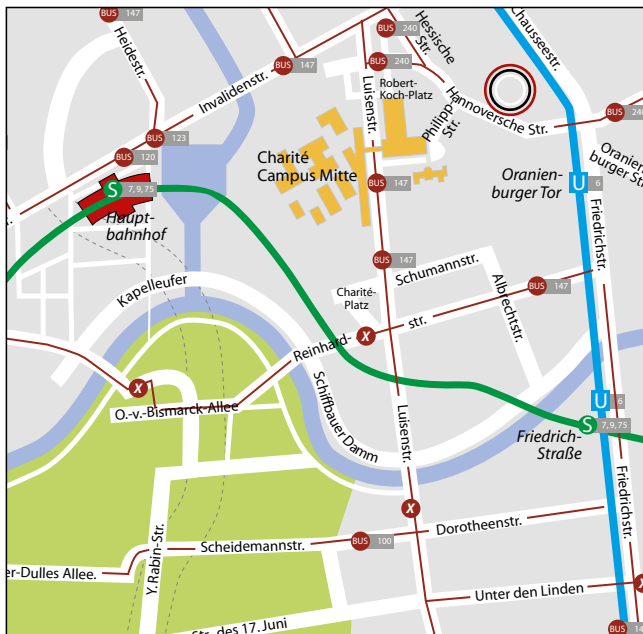 BUS 147
Heidestr.
BUS 240
Hessische
Str.
Chausseestr.
BUS 147
BUS 240
Invalidenstr.
Luisenstr.
Robert-
Koch-Platz
Philipp-
Str.
Hannoversche Str.
BUS 240
BUS 123
BUS 120
Charité
Campus Mitte
Oranien-
burger Tor
U 6
Oranien-
burger Str.
S 7,9,75
Haupt-
bahnhof
BUS 147
Friedrichstr.
Kapelleufer
BUS 147
Schumannstr.
Albrechtstr.
BUS 147
Charité-
Platz
Reinhard-
str.
X
X
O.-v.-Bismarck-Allee
Schiffbauer Damm
Luisenstr.
U 6
S 7,9,75
Friedrich-
Straße
Friedrichstr.
X
Dorotheenstr.
BUS 100
Scheidemannstr.
Y.Rabin-Str.
er-Dulles Allee.
Unter den Linden
X
Str. des 17. Juni
BUS